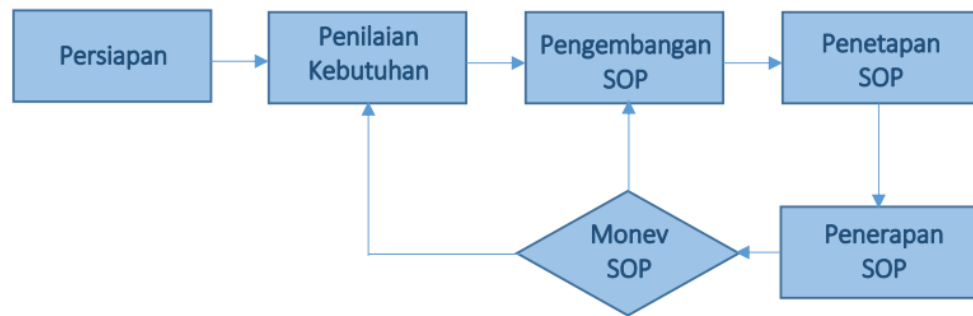 Persiapan
Penilaian
Kebutuhan
Pengembangan
SOP
Penetapan
SOP
Monev
SOP
Penerapan
SOP